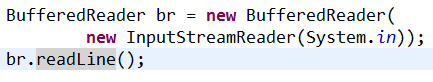 BufferedReader br = new BufferedReader(
        new InputStreamReader(System.in));
br.readLine();